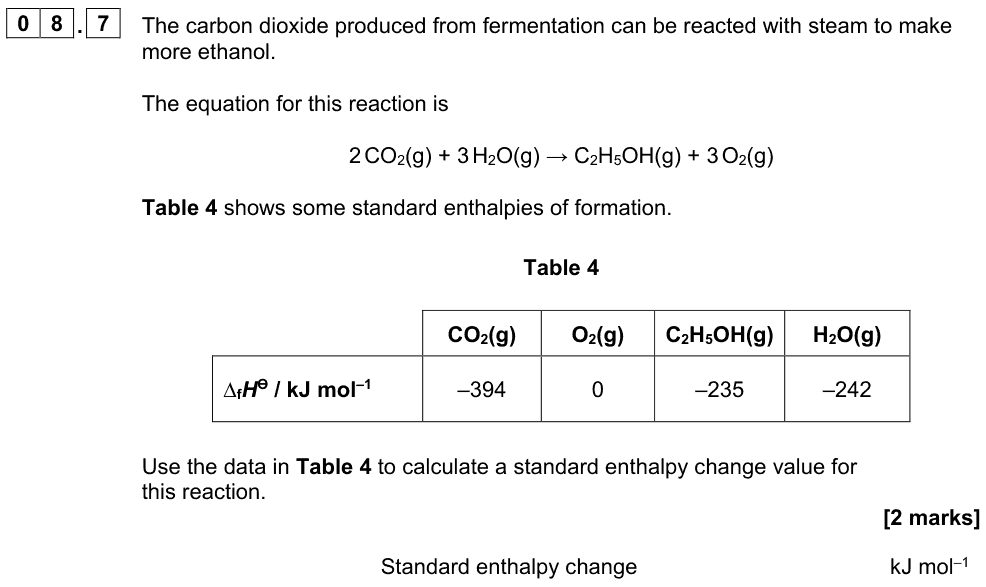 08.7 The carbon dioxide produced from fermentation can be reacted with steam to make
more ethanol.
The equation for this reaction is
2 CO₂(g) + 3 H₂O(g) → C₂H₅OH(g) + 3 O₂(g)
Table 4 shows some standard enthalpies of formation.
Table 4
CO₂(g) O₂(g) C₂H₅OH(g) H₂O(g)
ΔfH⦵ / kJ mol⁻¹ –394 0 –235 –242
Use the data in Table 4 to calculate a standard enthalpy change value for
this reaction.
[2 marks]
Standard enthalpy change kJ mol⁻¹